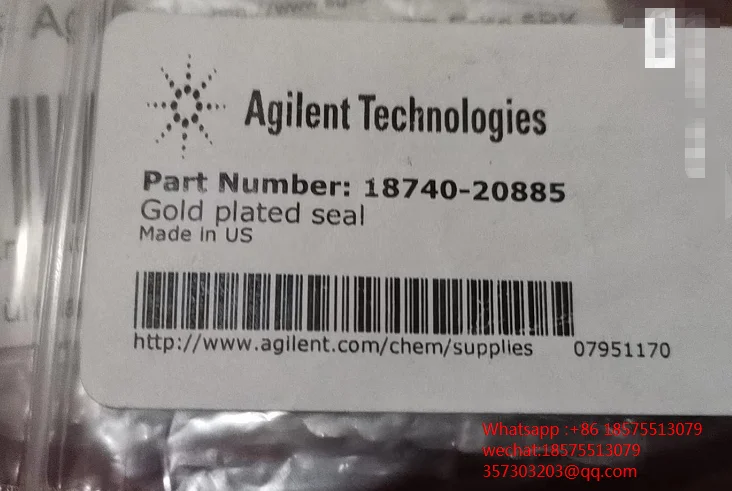 Agilent Technologies
Part Number: 18740-20885
Gold plated seal
Made in US
http://www.agilent.com/chem/supplies 07951170
Whatsapp :+86 18575513079
wechat:18575513079
357303203@qq.com